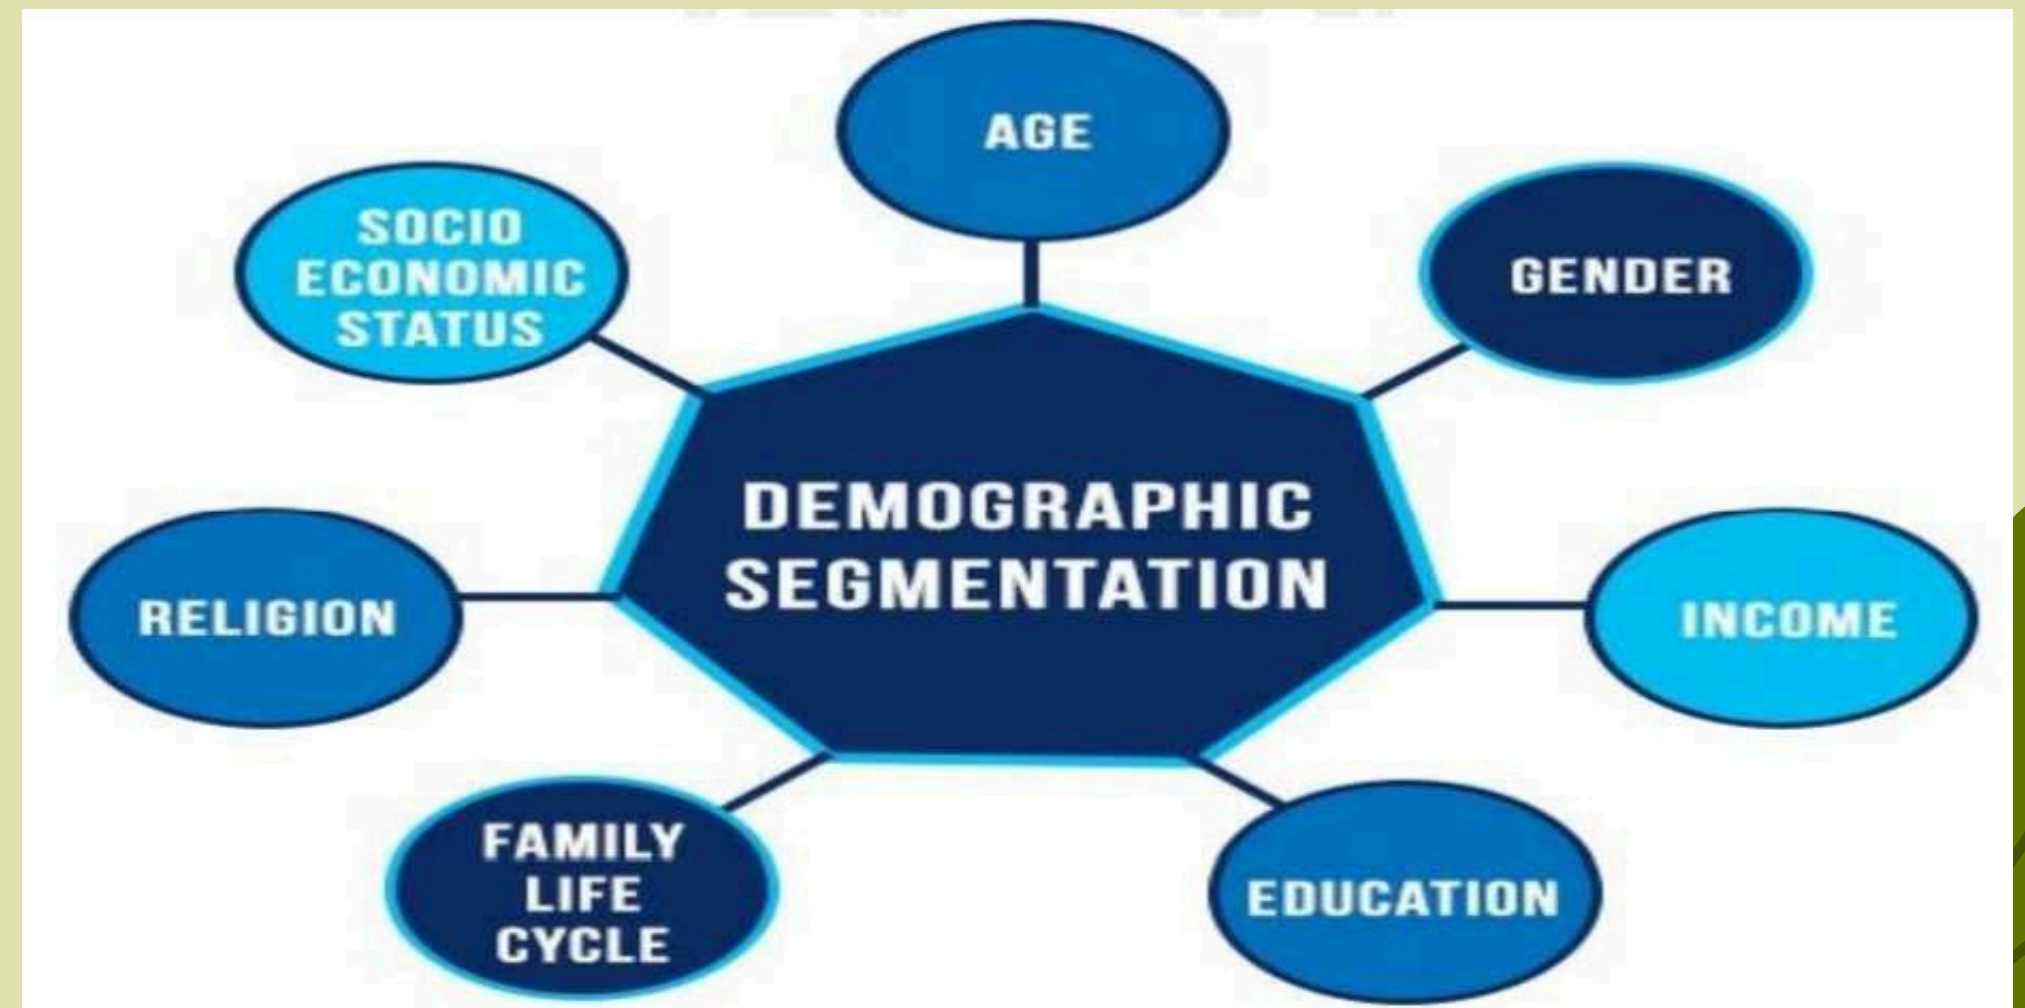 AGE
GENDER
SOCIO
ECONOMIC
STATUS
DEMOGRAPHIC
SEGMENTATION
RELIGION
INCOME
FAMILY
LIFE
CYCLE
EDUCATION